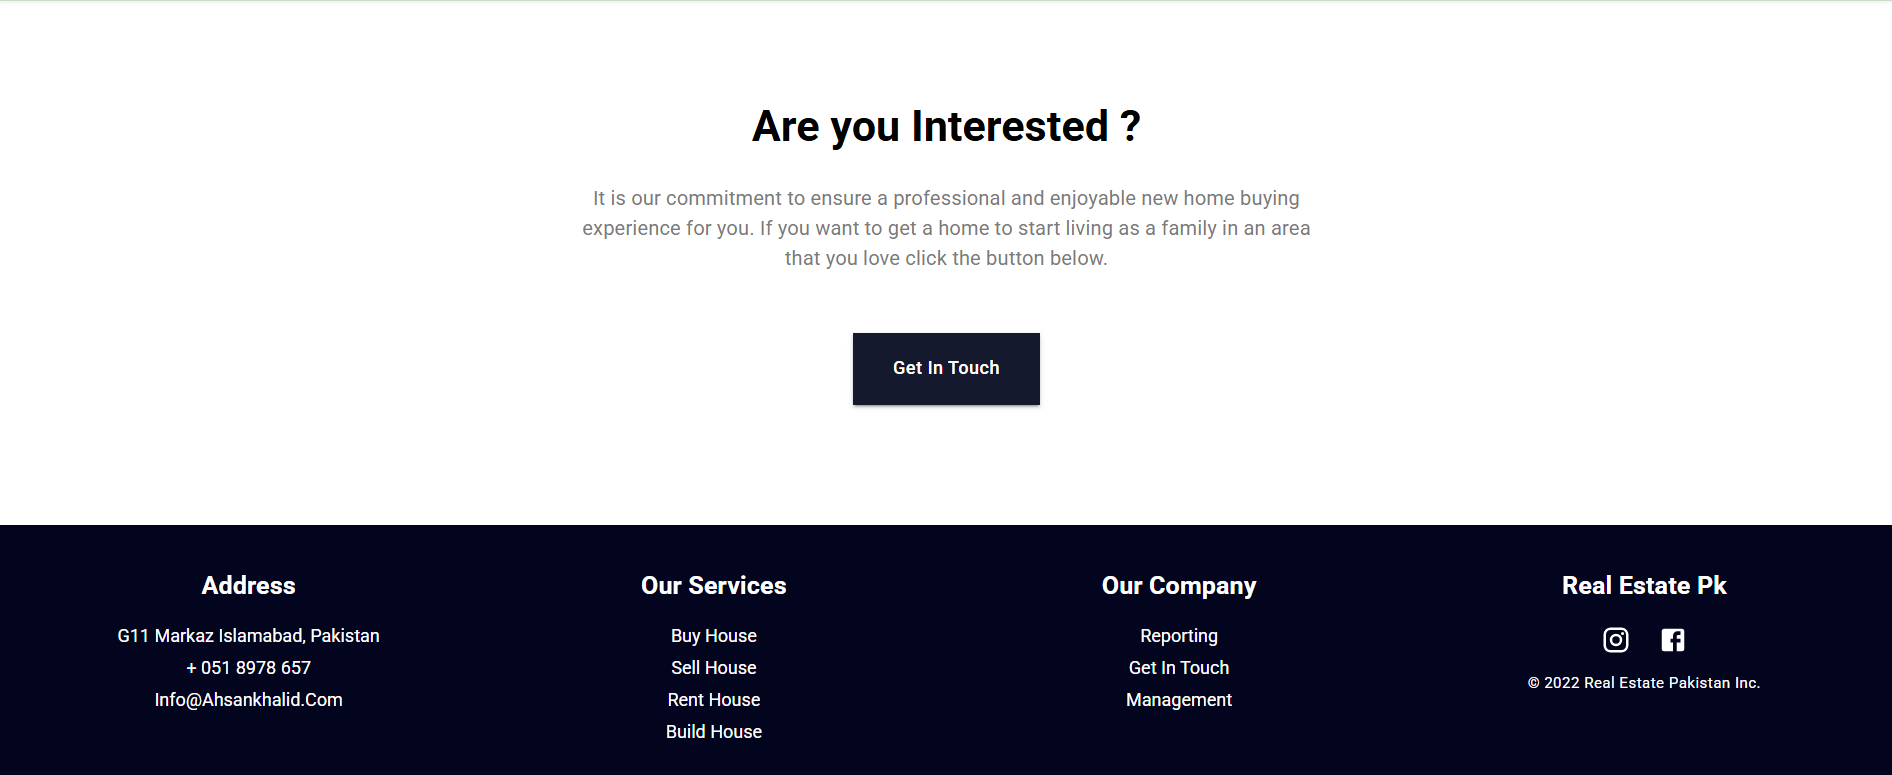 Are you Interested ?
It is our commitment to ensure a professional and enjoyable new home buying
experience for you. If you want to get a home to start living as a family in an area
that you love click the button below.
Get In Touch
Address
G11 Markaz Islamabad, Pakistan
+ 051 8978 657
Info@Ahsankhalid.Com
Our Services
Buy House
Sell House
Rent House
Build House
Our Company
Reporting
Get In Touch
Management
Real Estate Pk
© 2022 Real Estate Pakistan Inc.